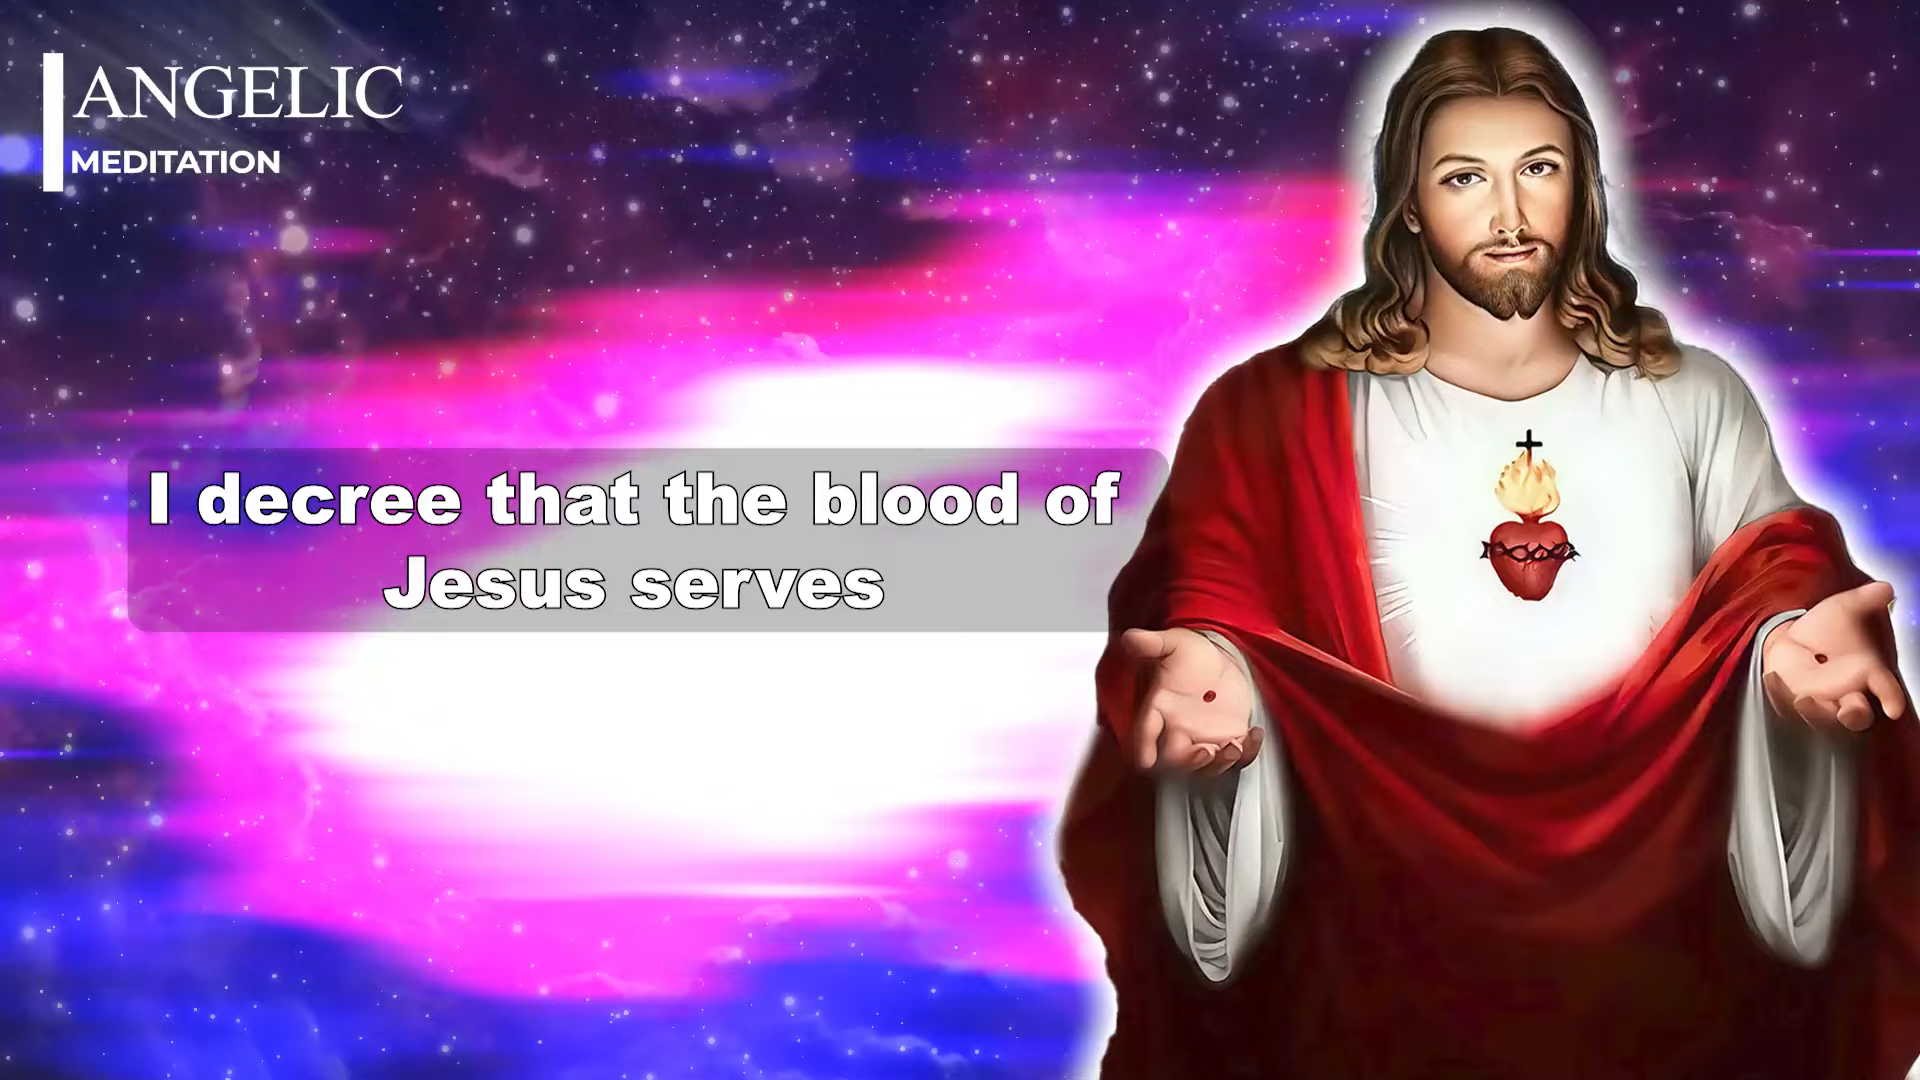 ANGELIC
MEDITATION
I decree that the blood of
Jesus serves